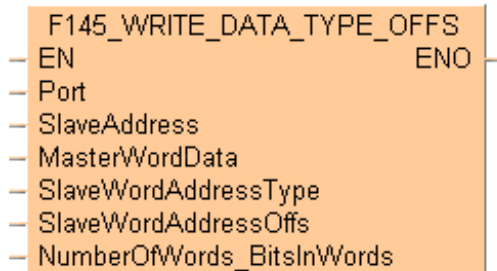 F145_WRITE_DATA_TYPE_OFFS
EN ENO
Port
SlaveAddress
MasterWordData
SlaveWordAddressType
SlaveWordAddressOffs
NumberOfWords_BitsInWords